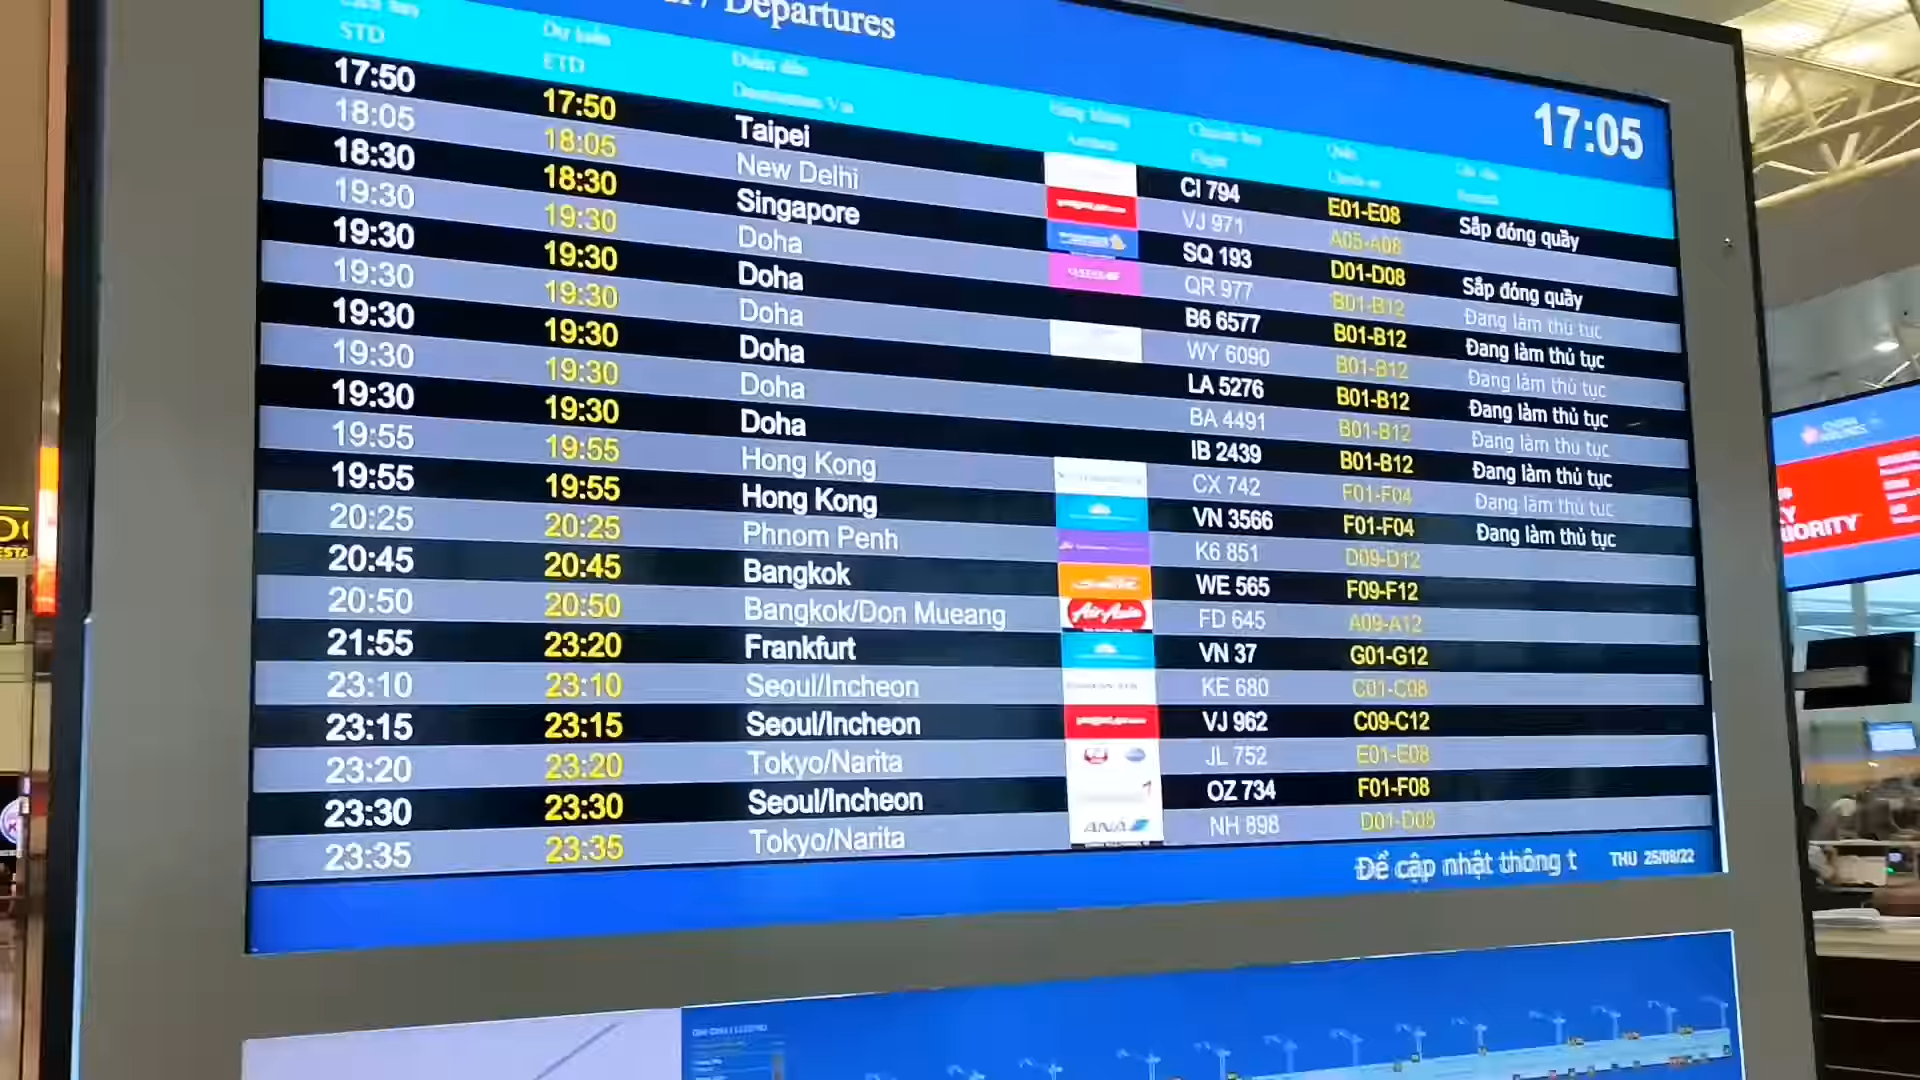 Departures
STD
Dự kiến
ETD
17:05
17:50 17:50 Taipei CI 794 E01-E08 Sắp đóng quầy
18:05 18:05 New Delhi VJ 971 A05-A08
18:30 18:30 Singapore SQ 193 D01-D08 Sắp đóng quầy
19:30 19:30 Doha QR 977 B01-B12 Đang làm thủ tục
19:30 19:30 Doha B6 6577 B01-B12 Đang làm thủ tục
19:30 19:30 Doha WY 6090 B01-B12 Đang làm thủ tục
19:30 19:30 Doha LA 5276 B01-B12 Đang làm thủ tục
19:30 19:30 Doha BA 4491 B01-B12 Đang làm thủ tục
19:30 19:30 Doha IB 2439 B01-B12 Đang làm thủ tục
19:55 19:55 Hong Kong CX 742 F01-F04 Đang làm thủ tục
19:55 19:55 Hong Kong VN 3566 F01-F04 Đang làm thủ tục
20:25 20:25 Phnom Penh K6 851 D09-D12
20:45 20:45 Bangkok WE 565 F09-F12
20:50 20:50 Bangkok/Don Mueang AirAsia FD 645 A09-A12
21:55 23:20 Frankfurt VN 37 G01-G12
23:10 23:10 Seoul/Incheon KE 680 C01-C08
23:15 23:15 Seoul/Incheon VJ 962 C09-C12
23:20 23:20 Tokyo/Narita JL 752 E01-E08
23:30 23:30 Seoul/Incheon OZ 734 F01-F08
23:35 23:35 Tokyo/Narita ANA NH 898 D01-D08
Để cập nhật thông t THU 25/08/22